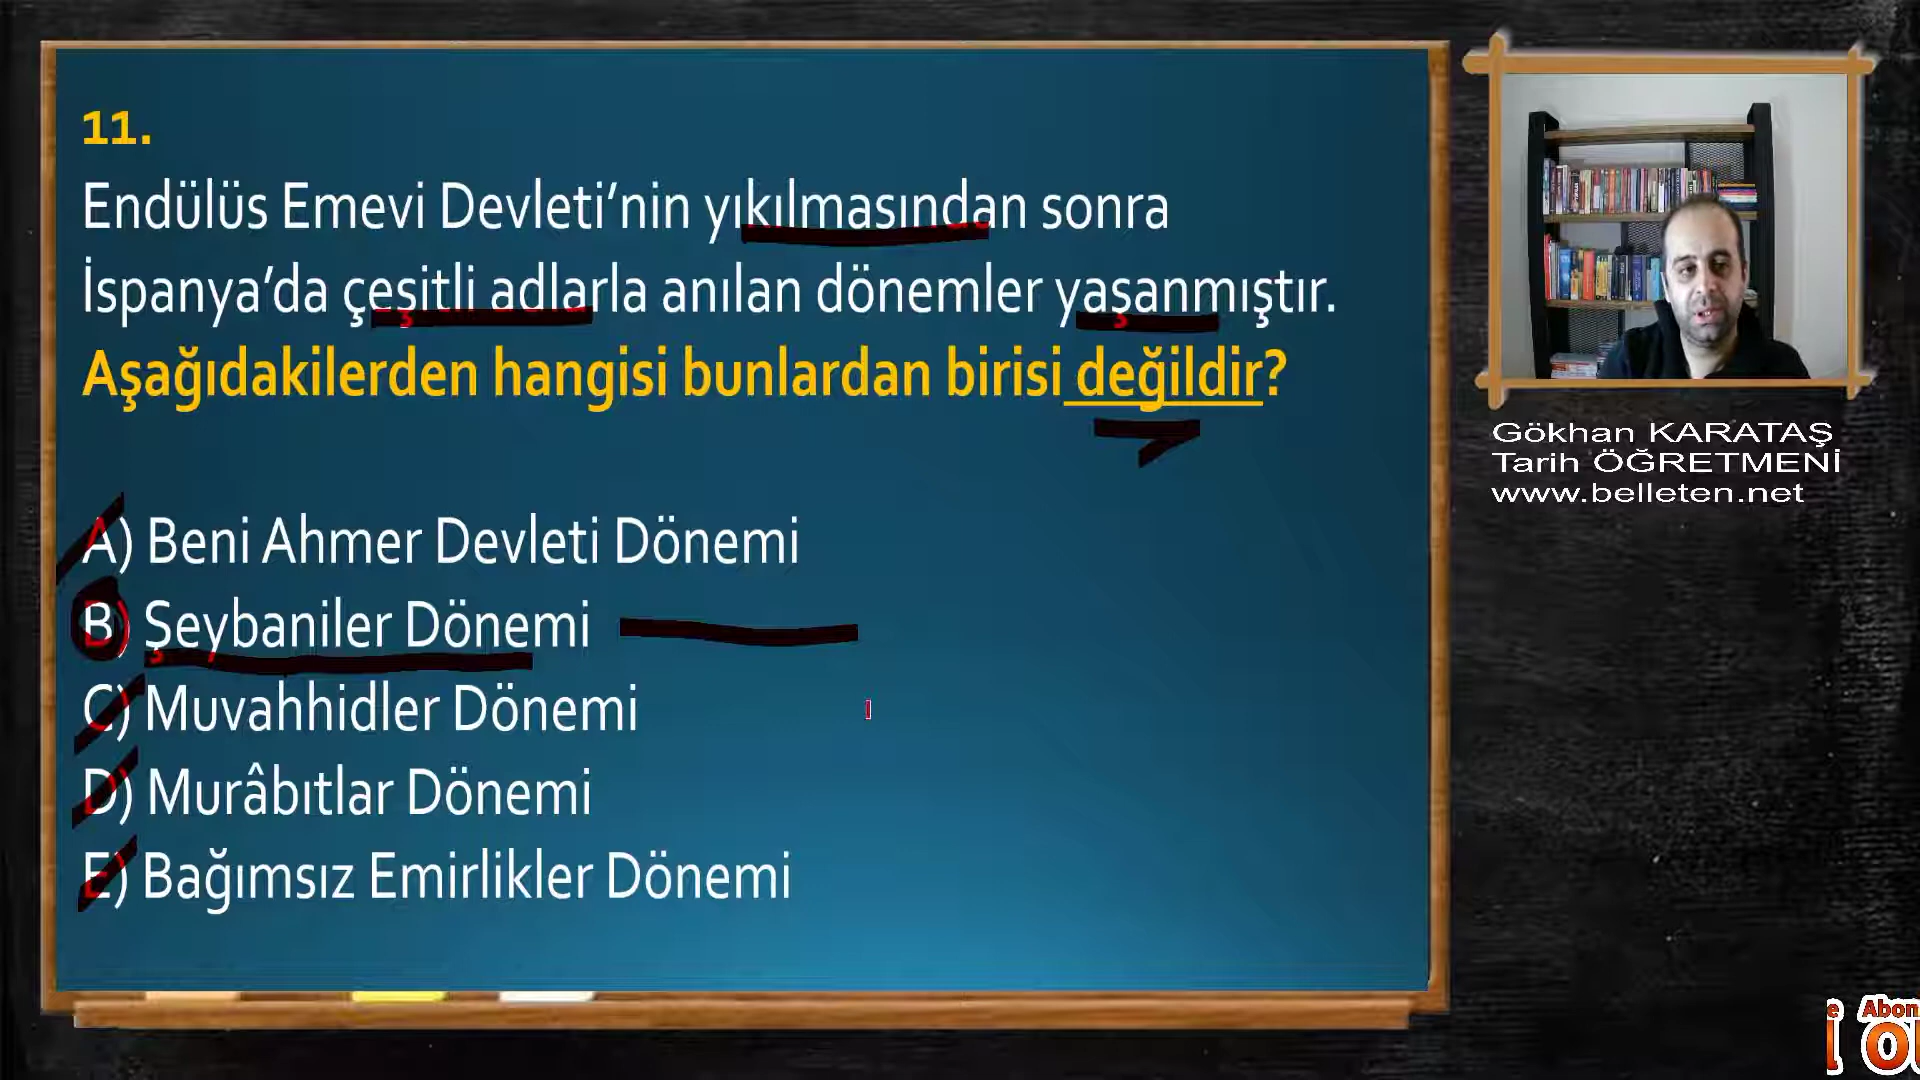 11.
Endülüs Emevi Devleti’nin yıkılmasından sonra
İspanya’da çeşitli adlarla anılan dönemler yaşanmıştır.
Aşağıdakilerden hangisi bunlardan birisi değildir?
A) Beni Ahmer Devleti Dönemi
B) Şeybaniler Dönemi
C) Muvahhidler Dönemi
D) Murâbıtlar Dönemi
E) Bağımsız Emirlikler Dönemi
Gökhan KARATAŞ
Tarih ÖĞRETMENİ
www.belleten.net